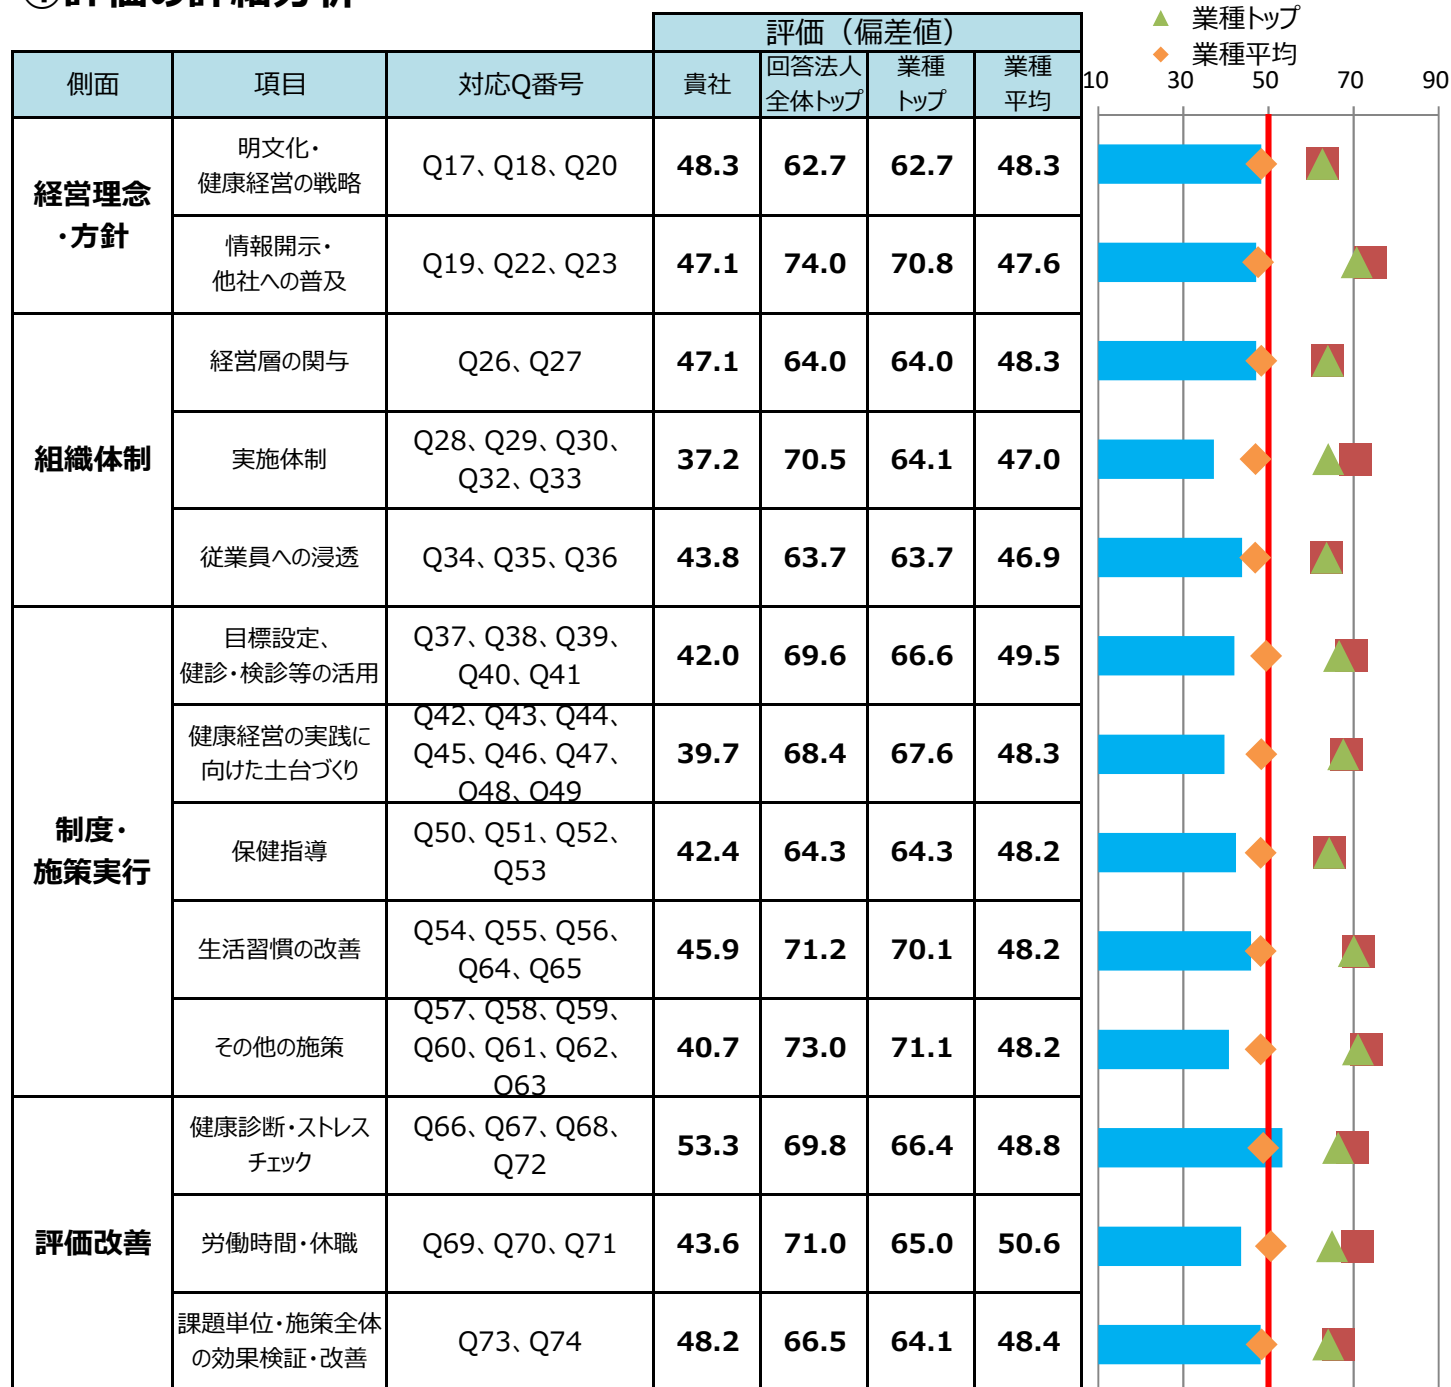 ①評価の詳細分析
業種トップ
業種平均
評価（偏差値）
側面 項目 対応Q番号 貴社 回答法人 全体トップ 業種 トップ 業種 平均
10 30 50 70 90
経営理念
・方針
明文化・
健康経営の戦略
Q17、Q18、Q20
48.3 62.7 62.7 48.3
情報開示・
他社への普及
Q19、Q22、Q23
47.1 74.0 70.8 47.6
組織体制
経営層の関与
Q26、Q27
47.1 64.0 64.0 48.3
実施体制
Q28、Q29、Q30、
Q32、Q33
37.2 70.5 64.1 47.0
従業員への浸透
Q34、Q35、Q36
43.8 63.7 63.7 46.9
制度・
施策実行
目標設定、
健診・検診等の活用
Q37、Q38、Q39、
Q40、Q41
42.0 69.6 66.6 49.5
健康経営の実践に
向けた土台づくり
Q42、Q43、Q44、
Q45、Q46、Q47、
Q48、Q49
39.7 68.4 67.6 48.3
保健指導
Q50、Q51、Q52、
Q53
42.4 64.3 64.3 48.2
生活習慣の改善
Q54、Q55、Q56、
Q64、Q65
45.9 71.2 70.1 48.2
その他の施策
Q57、Q58、Q59、
Q60、Q61、Q62、
Q63
40.7 73.0 71.1 48.2
評価改善
健康診断・ストレス
チェック
Q66、Q67、Q68、
Q72
53.3 69.8 66.4 48.8
労働時間・休職
Q69、Q70、Q71
43.6 71.0 65.0 50.6
課題単位・施策全体
の効果検証・改善
Q73、Q74
48.2 66.5 64.1 48.4